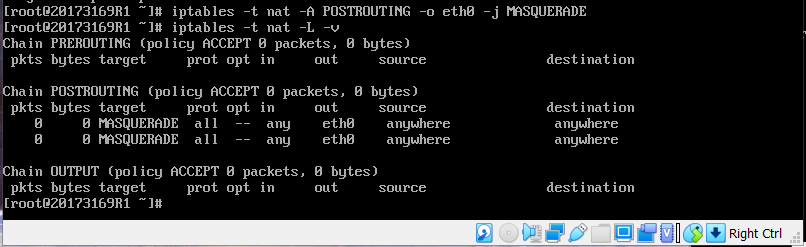 [root@20173169R1 ~]# iptables -t nat -A POSTROUTING -o eth0 -j MASQUERADE
[root@20173169R1 ~]# iptables -t nat -L -v
Chain PREROUTING (policy ACCEPT 0 packets, 0 bytes)
 pkts bytes target     prot opt in     out     source               destination

Chain POSTROUTING (policy ACCEPT 0 packets, 0 bytes)
 pkts bytes target     prot opt in     out     source               destination
    0     0 MASQUERADE  all  --  any    eth0    anywhere             anywhere
    0     0 MASQUERADE  all  --  any    eth0    anywhere             anywhere

Chain OUTPUT (policy ACCEPT 0 packets, 0 bytes)
 pkts bytes target     prot opt in     out     source               destination
[root@20173169R1 ~]#
Right Ctrl